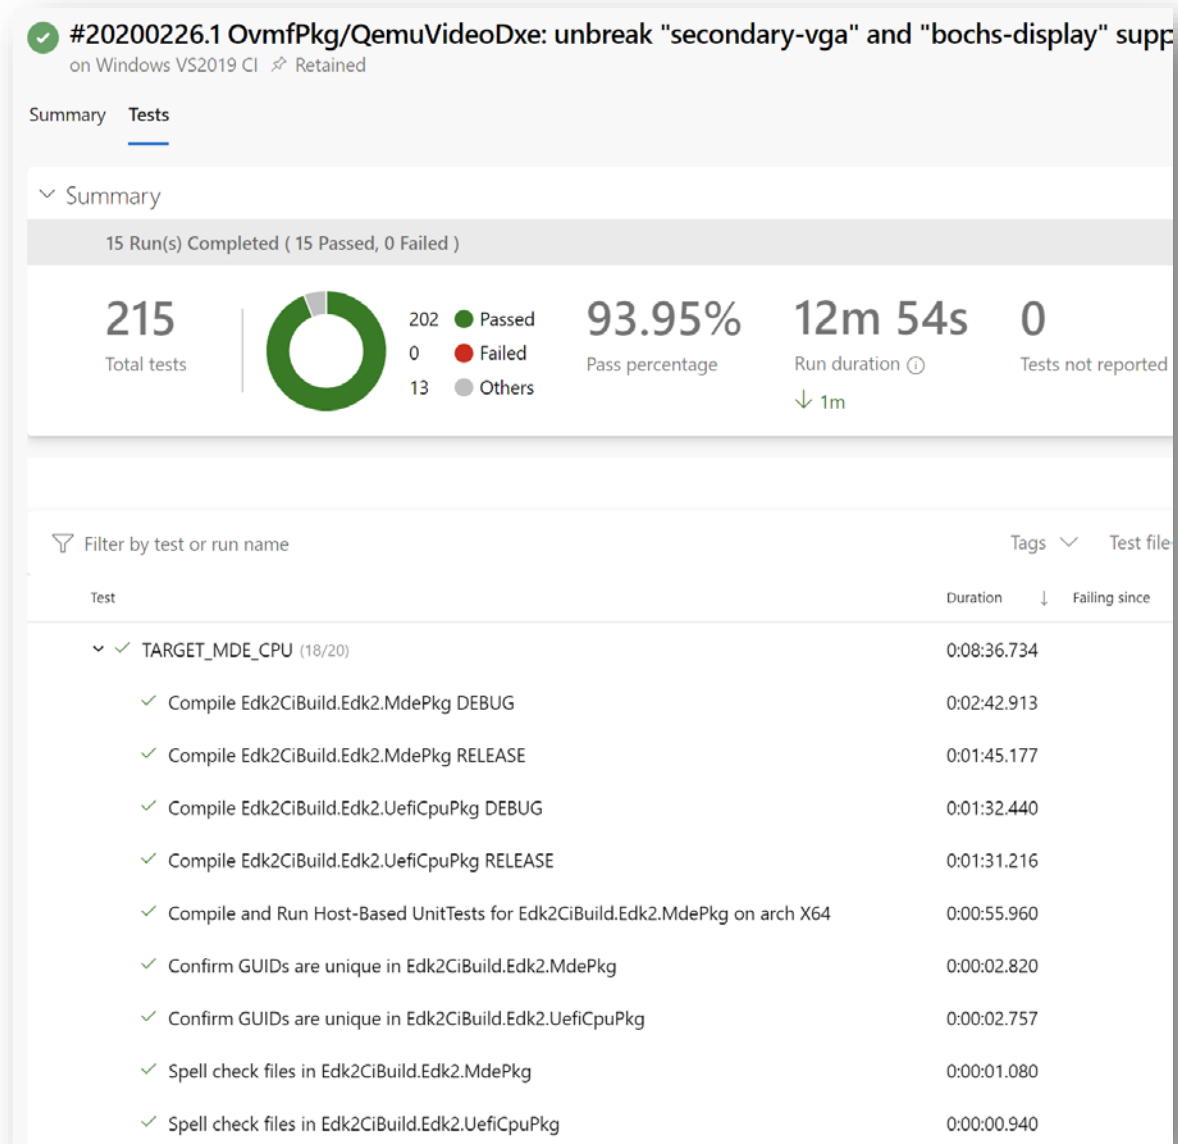 #20200226.1 OvmfPkg/QemuVideoDxe: unbreak "secondary-vga" and "bochs-display" supp
on Windows VS2019 CI Retained
Summary Tests
Summary
15 Run(s) Completed ( 15 Passed, 0 Failed )
215
Total tests
202 Passed
0 Failed
13 Others
93.95%
Pass percentage
12m 54s
Run duration
↓ 1m
0
Tests not reported
Filter by test or run name Tags Test file
Test Duration ↓ Failing since
TARGET_MDE_CPU (18/20) 0:08:36.734
Compile Edk2CiBuild.Edk2.MdePkg DEBUG 0:02:42.913
Compile Edk2CiBuild.Edk2.MdePkg RELEASE 0:01:45.177
Compile Edk2CiBuild.Edk2.UefiCpuPkg DEBUG 0:01:32.440
Compile Edk2CiBuild.Edk2.UefiCpuPkg RELEASE 0:01:31.216
Compile and Run Host-Based UnitTests for Edk2CiBuild.Edk2.MdePkg on arch X64 0:00:55.960
Confirm GUIDs are unique in Edk2CiBuild.Edk2.MdePkg 0:00:02.820
Confirm GUIDs are unique in Edk2CiBuild.Edk2.UefiCpuPkg 0:00:02.757
Spell check files in Edk2CiBuild.Edk2.MdePkg 0:00:01.080
Spell check files in Edk2CiBuild.Edk2.UefiCpuPkg 0:00:00.940